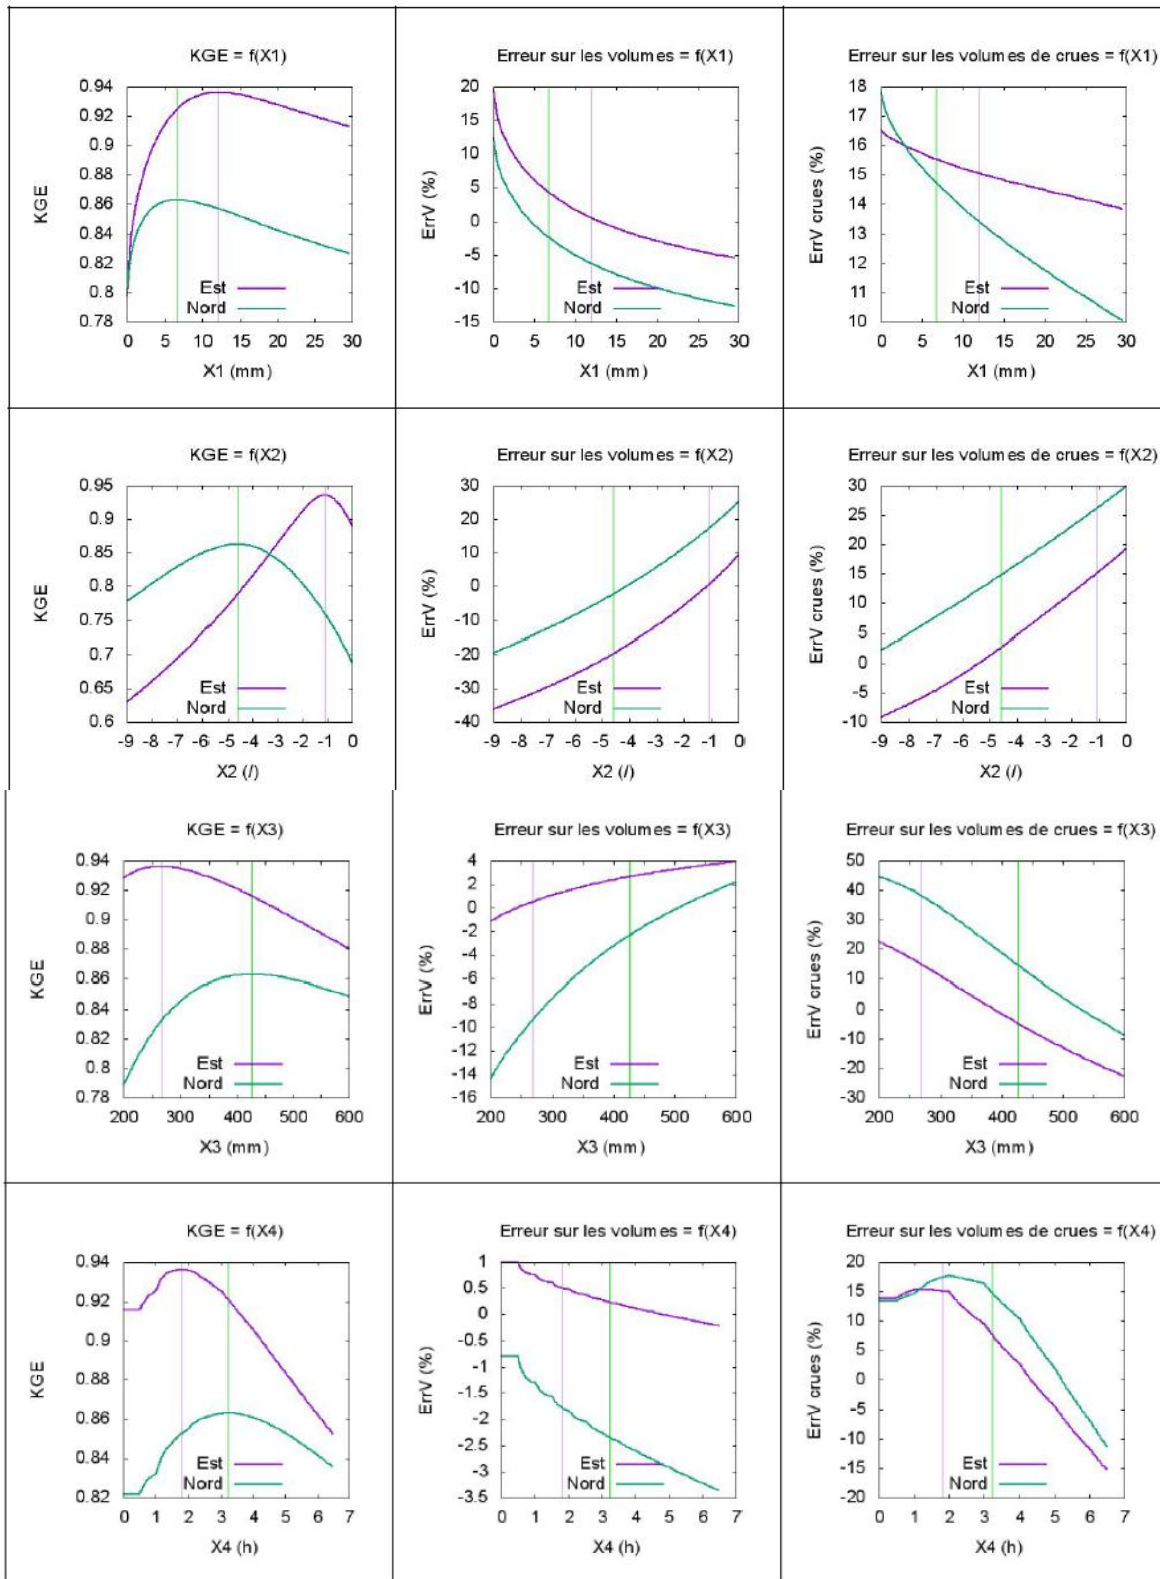 KGE = f(X1)
0.94
0.92
0.9
0.88
0.86
0.84
0.82
0.8
0.78
KGE
Est
Nord
0 5 10 15 20 25 30
X1 (mm)
Erreur sur les volumes = f(X1)
20
15
10
5
0
-5
-10
-15
ErrV (%)
Est
Nord
0 5 10 15 20 25 30
X1 (mm)
Erreur sur les volumes de crues = f(X1)
18
17
16
15
14
13
12
11
10
ErrV crues (%)
Est
Nord
0 5 10 15 20 25 30
X1 (mm)
KGE = f(X2)
0.95
0.9
0.85
0.8
0.75
0.7
0.65
0.6
KGE
Est
Nord
-9 -8 -7 -6 -5 -4 -3 -2 -1 0
X2 (/)
Erreur sur les volumes = f(X2)
30
20
10
0
-10
-20
-30
-40
ErrV (%)
Est
Nord
-9 -8 -7 -6 -5 -4 -3 -2 -1 0
X2 (/)
Erreur sur les volumes de crues = f(X2)
30
25
20
15
10
5
0
-5
-10
ErrV crues (%)
Est
Nord
-9 -8 -7 -6 -5 -4 -3 -2 -1 0
X2 (/)
KGE = f(X3)
0.94
0.92
0.9
0.88
0.86
0.84
0.82
0.8
0.78
KGE
Est
Nord
200 300 400 500 600
X3 (mm)
Erreur sur les volumes = f(X3)
4
2
0
-2
-4
-6
-8
-10
-12
-14
-16
ErrV (%)
Est
Nord
200 300 400 500 600
X3 (mm)
Erreur sur les volumes de crues = f(X3)
50
40
30
20
10
0
-10
-20
-30
ErrV crues (%)
Est
Nord
200 300 400 500 600
X3 (mm)
KGE = f(X4)
0.94
0.92
0.9
0.88
0.86
0.84
0.82
KGE
Est
Nord
0 1 2 3 4 5 6 7
X4 (h)
Erreur sur les volumes = f(X4)
1
0.5
0
0.5
-1
-1.5
-2
-2.5
-3
-3.5
ErrV (%)
Est
Nord
0 1 2 3 4 5 6 7
X4 (h)
Erreur sur les volumes de crues = f(X4)
20
15
10
5
0
-5
-10
-15
-20
ErrV crues (%)
Est
Nord
0 1 2 3 4 5 6 7
X4 (h)